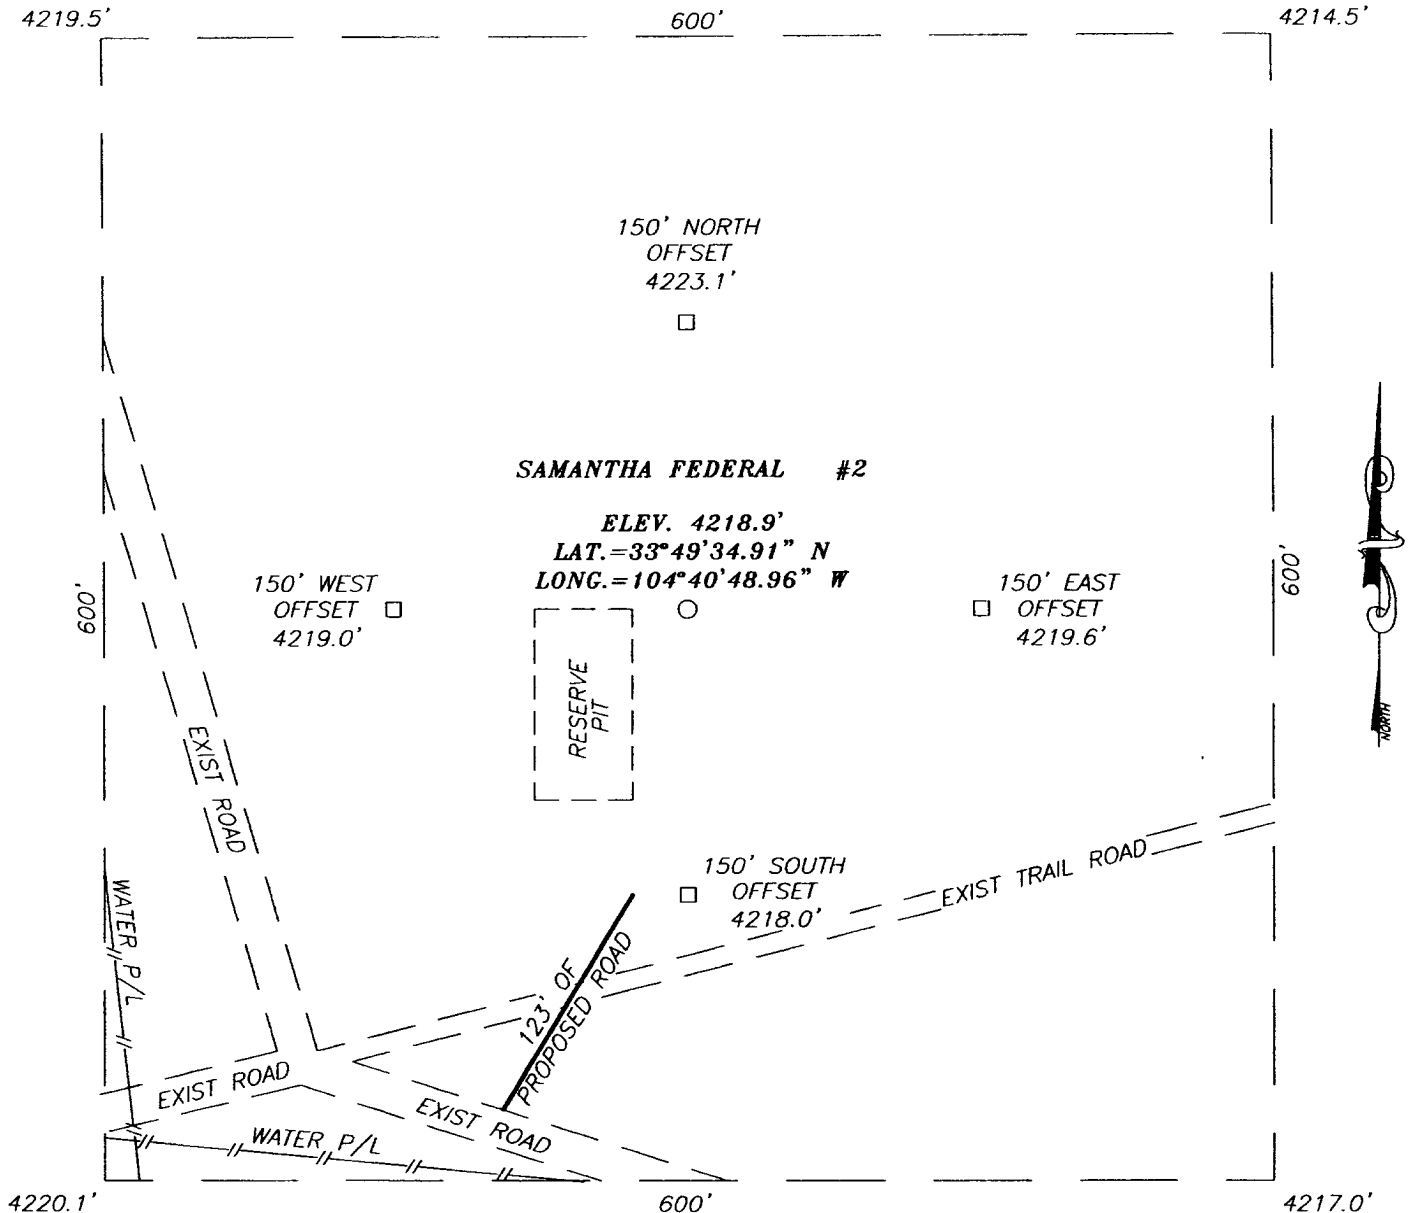 4219.5'
600'
4214.5'
150' NORTH
OFFSET
4223.1'
SAMANTHA FEDERAL #2
ELEV. 4218.9'
LAT.=33°49'34.91" N
LONG.=104°40'48.96" W
150' WEST
OFFSET
4219.0'
150' EAST
OFFSET
4219.6'
600'
600'
RESERVE
PIT
NORTH
EXIST ROAD
150' SOUTH
OFFSET
4218.0'
EXIST TRAIL ROAD
WATER P/L
123' OF
PROPOSED ROAD
EXIST ROAD
EXIST ROAD
WATER P/L
4220.1'
600'
4217.0'